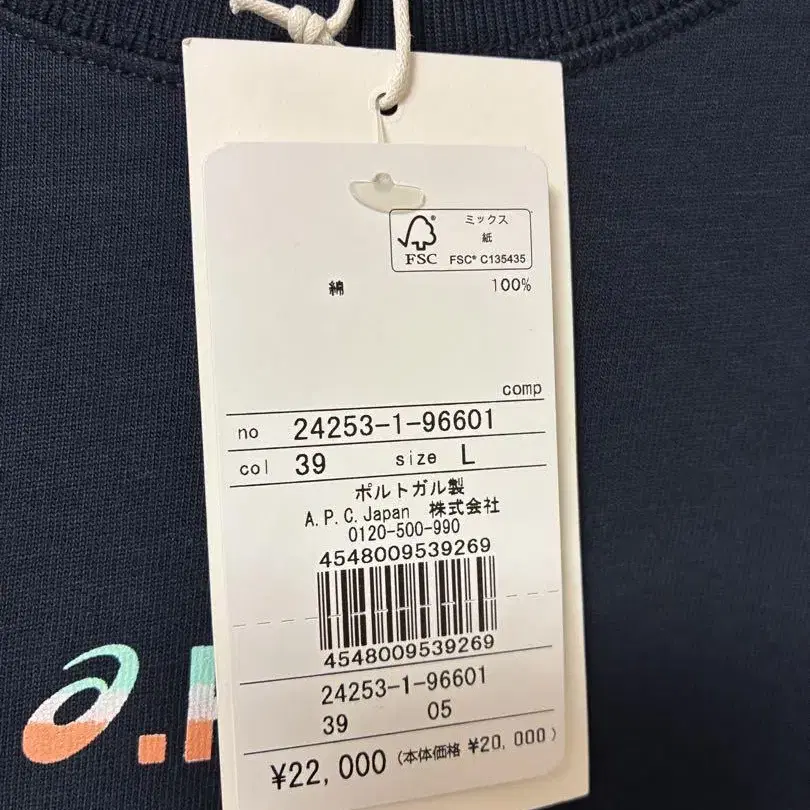 ミックス
紙
FSC® C135435
FSC
綿 100%
comp
no 24253-1-96601
col 39 size L
ポルトガル製
A.P.C.Japan 株式会社
0120-500-990
4548009539269
4548009539269
24253-1-96601
39 05
¥22,000 (本体価格 ¥20,000)
a.